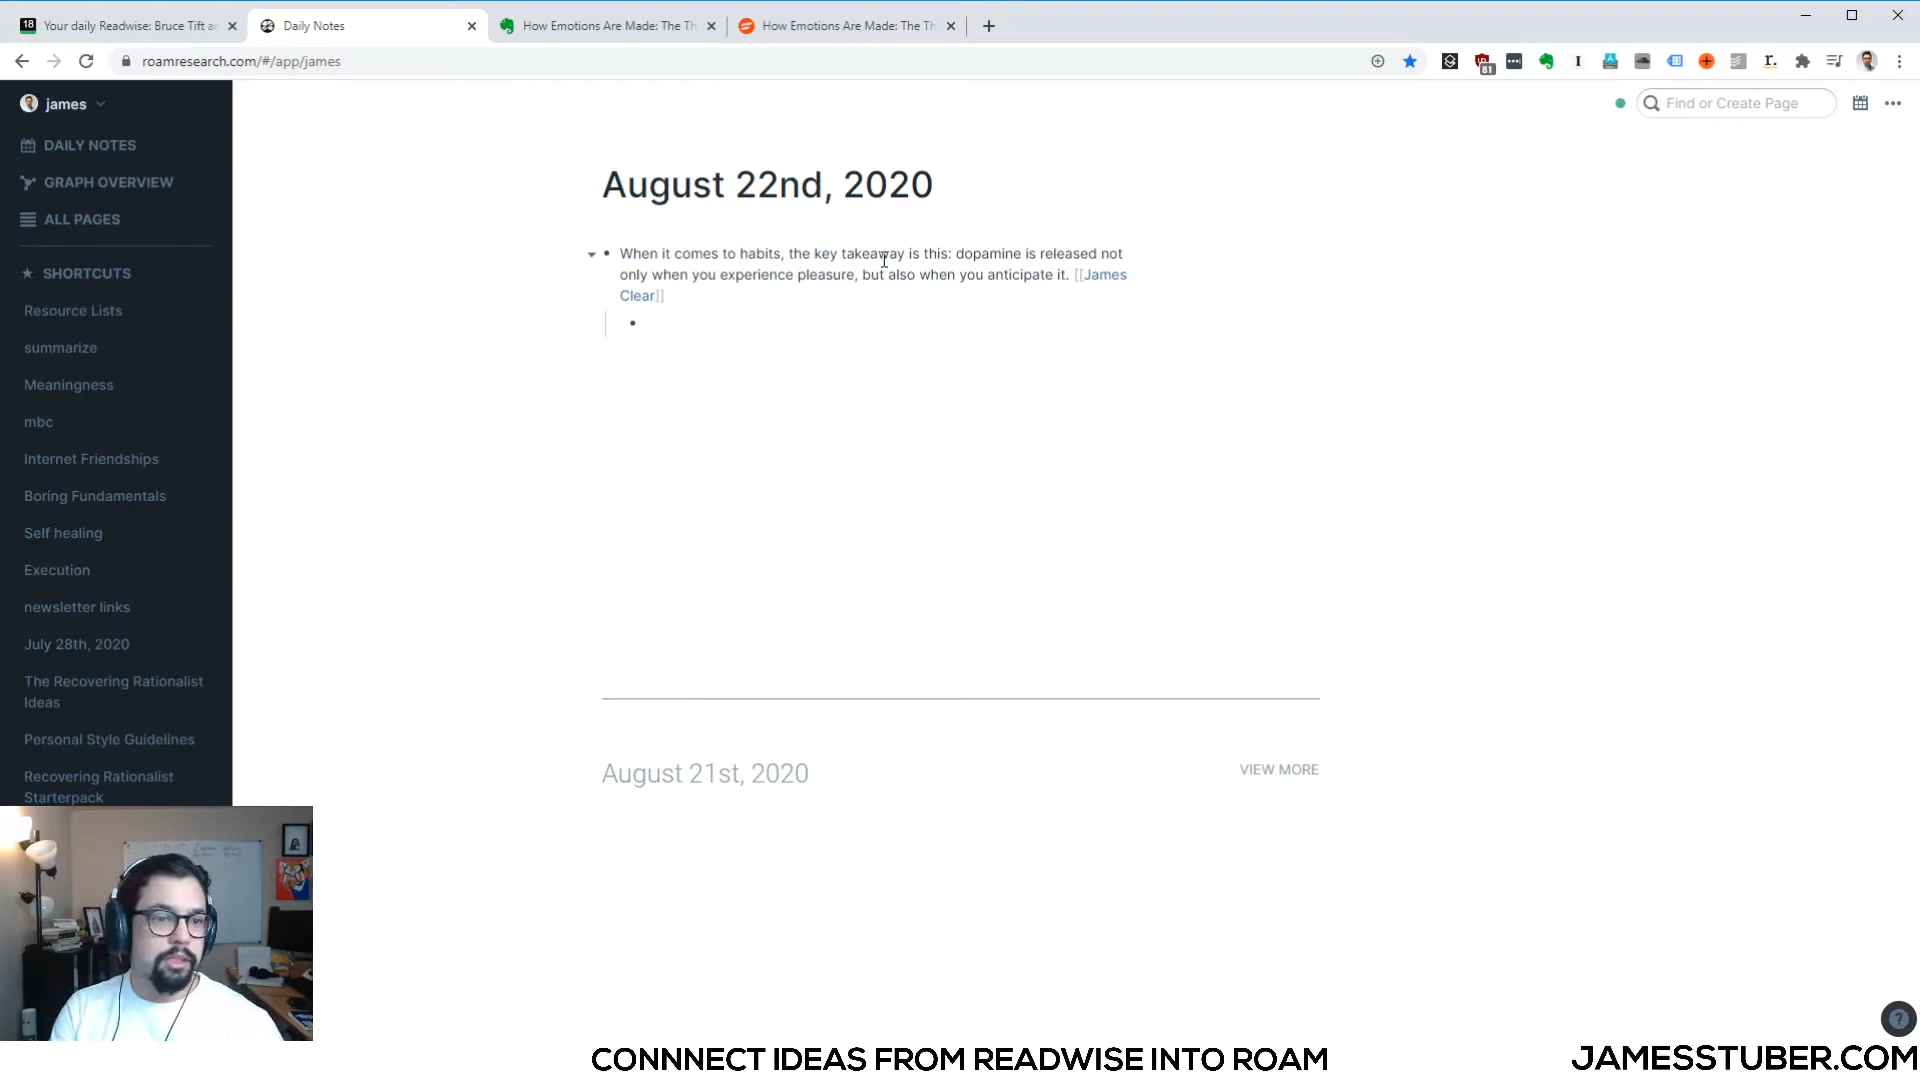 18 Your daily Readwise: Bruce Tift a
Daily Notes
How Emotions Are Made: The Th
How Emotions Are Made: The Th
roamresearch.com/#/app/james
81
james
Find or Create Page
DAILY NOTES
GRAPH OVERVIEW
ALL PAGES
SHORTCUTS
Resource Lists
summarize
Meaningness
mbc
Internet Friendships
Boring Fundamentals
Self healing
Execution
newsletter links
July 28th, 2020
The Recovering Rationalist
Ideas
Personal Style Guidelines
Recovering Rationalist
Starterpack
August 22nd, 2020
When it comes to habits, the key takeaway is this: dopamine is released not
only when you experience pleasure, but also when you anticipate it. [[James
Clear]]
August 21st, 2020
VIEW MORE
CONNNECT IDEAS FROM READWISE INTO ROAM
JAMESSTUBER.COM